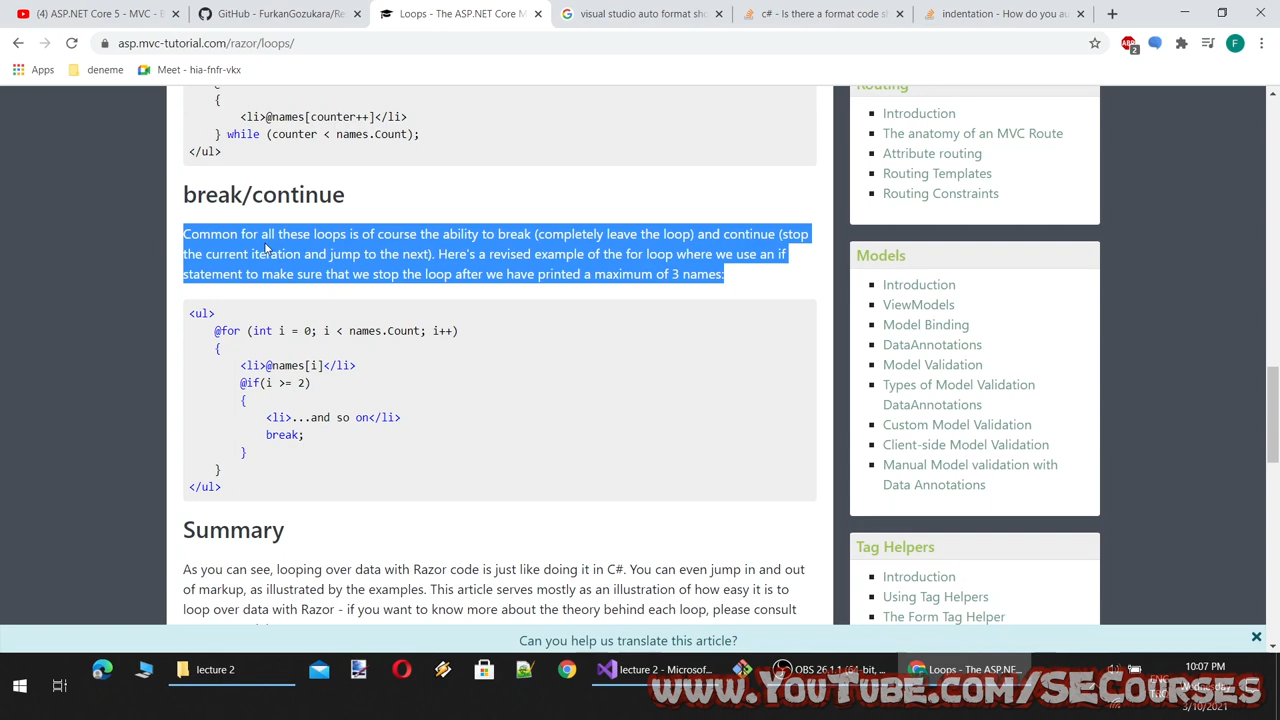 (4) ASP.NET Core 5 - MVC - B
GitHub - FurkanGozukara/Re
Loops - The ASP.NET Core M
visual studio auto format sho
c# - Is there a format code sh
indentation - How do you au
asp.mvc-tutorial.com/razor/loops/
2
F
Apps
deneme
Meet - hia-fnfr-vkx
{
<li>@names[counter++]</li>
} while (counter < names.Count);
</ul>
break/continue
Common for all these loops is of course the ability to break (completely leave the loop) and continue (stop
the current iteration and jump to the next). Here's a revised example of the for loop where we use an if
statement to make sure that we stop the loop after we have printed a maximum of 3 names:
<ul>
@for (int i = 0; i < names.Count; i++)
{
<li>@names[i]</li>
@if(i >= 2)
{
<li>...and so on</li>
break;
}
}
</ul>
Summary
As you can see, looping over data with Razor code is just like doing it in C#. You can even jump in and out
of markup, as illustrated by the examples. This article serves mostly as an illustration of how easy it is to
loop over data with Razor - if you want to know more about the theory behind each loop, please consult
Routing
Introduction
The anatomy of an MVC Route
Attribute routing
Routing Templates
Routing Constraints
Models
Introduction
ViewModels
Model Binding
DataAnnotations
Model Validation
Types of Model Validation
DataAnnotations
Custom Model Validation
Client-side Model Validation
Manual Model validation with
Data Annotations
Tag Helpers
Introduction
Using Tag Helpers
The Form Tag Helper
Can you help us translate this article?
lecture 2
lecture 2 - Microsof...
OBS 26.1.1 (64-bit, ...
Loops - The ASP.NE...
ENG
10:07 PM
Wednesday
3/10/2021
www.YouTube.com/SECourses